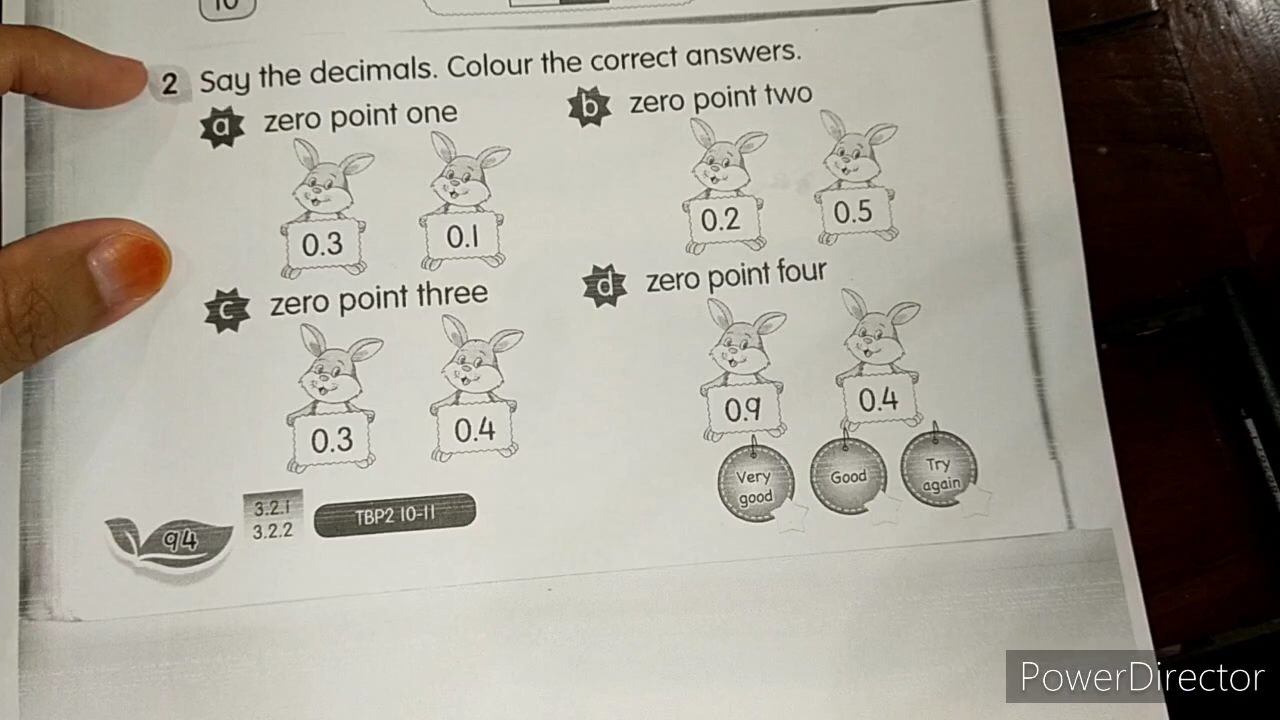 10
2 Say the decimals. Colour the correct answers.
a zero point one
b zero point two
0.3
0.1
0.2
0.5
c zero point three
d zero point four
0.3
0.4
0.9
0.4
Very good
Good
Try again
94
3.2.1
3.2.2
TBP2 10-11
PowerDirector